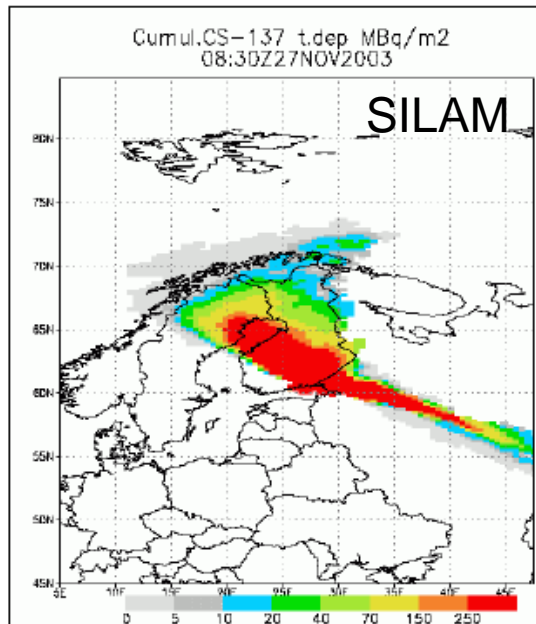 Cumul.CS-137 t.dep MBq/m2
08:30Z27NOV2003
SILAM
80N
75N
70N
65N
60N
55N
50N
45N
5E 10E 15E 20E 25E 30E 35E 40E 45E
0 5 10 20 40 70 150 250